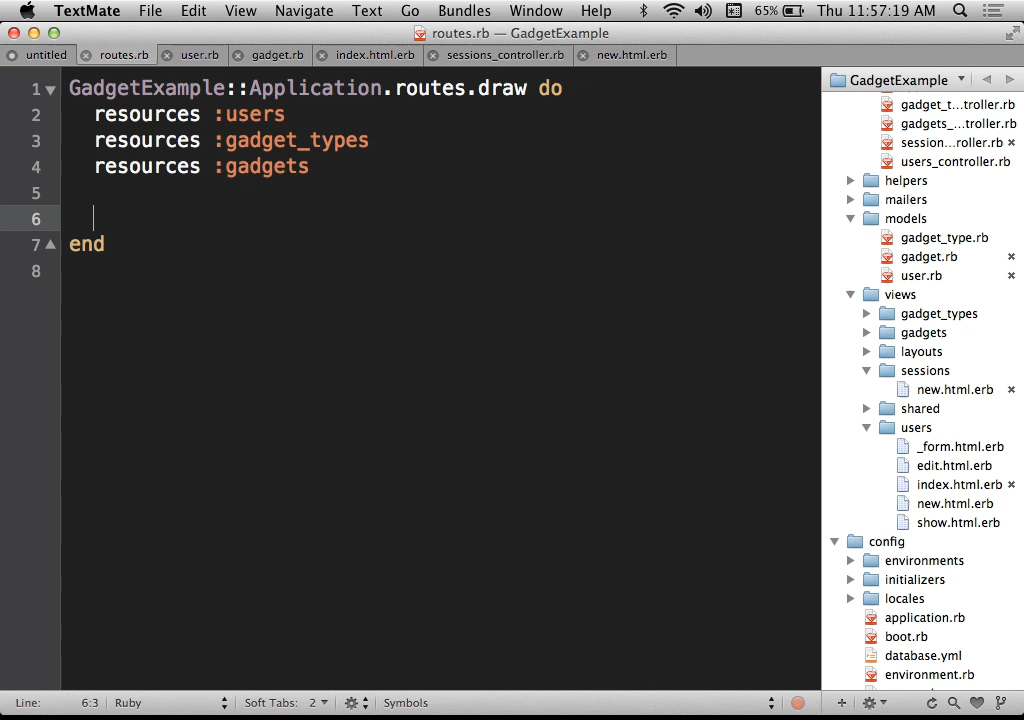 TextMate File Edit View Navigate Text Go Bundles Window Help 65% Thu 11:57:19 AM
routes.rb — GadgetExample
untitled routes.rb user.rb gadget.rb index.html.erb sessions_controller.rb new.html.erb
1 GadgetExample::Application.routes.draw do
2 resources :users
3 resources :gadget_types
4 resources :gadgets
5
6
7 end
8
GadgetExample
gadget_t...troller.rb
gadgets_...troller.rb
session...roller.rb
users_controller.rb
helpers
mailers
models
gadget_type.rb
gadget.rb
user.rb
views
gadget_types
gadgets
layouts
sessions
new.html.erb
shared
users
_form.html.erb
edit.html.erb
index.html.erb
new.html.erb
show.html.erb
config
environments
initializers
locales
application.rb
boot.rb
database.yml
environment.rb
Line: 6:3 Ruby Soft Tabs: 2 Symbols